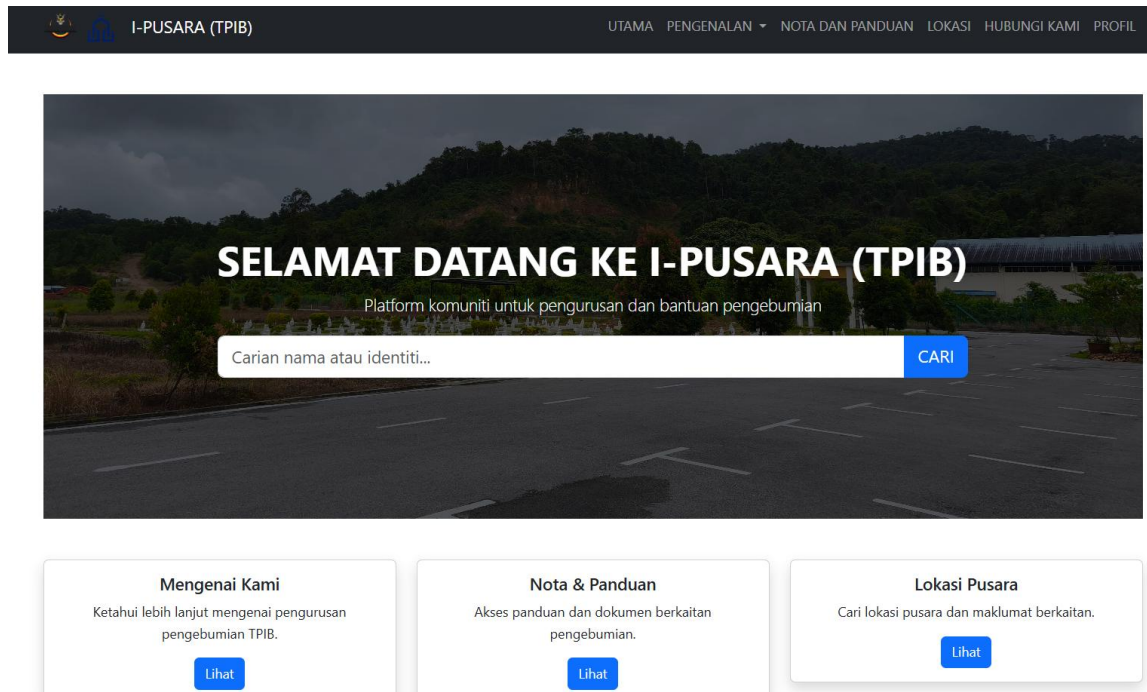 I-PUSARA (TPIB)
UTAMA PENGENALAN NOTA DAN PANDUAN LOKASI HUBUNGI KAMI PROFIL
SELAMAT DATANG KE I-PUSARA (TPIB)
Platform komuniti untuk pengurusan dan bantuan pengebumian
Carian nama atau identiti... CARI
Mengenai Kami
Ketahui lebih lanjut mengenai pengurusan
pengebumian TPIB.
Lihat
Nota & Panduan
Akses panduan dan dokumen berkaitan
pengebumian.
Lihat
Lokasi Pusara
Cari lokasi pusara dan maklumat berkaitan.
Lihat